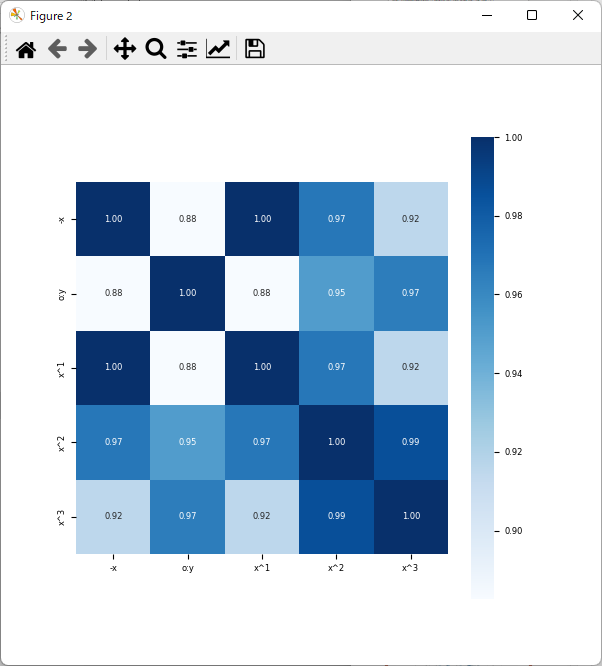 Figure 2
1.00
-x 1.00 0.88 1.00 0.97 0.92
0.98
o:y 0.88 1.00 0.88 0.95 0.97
0.96
x^1 1.00 0.88 1.00 0.97 0.92
0.94
x^2 0.97 0.95 0.97 1.00 0.99
0.92
x^3 0.92 0.97 0.92 0.99 1.00
0.90
-x o:y x^1 x^2 x^3